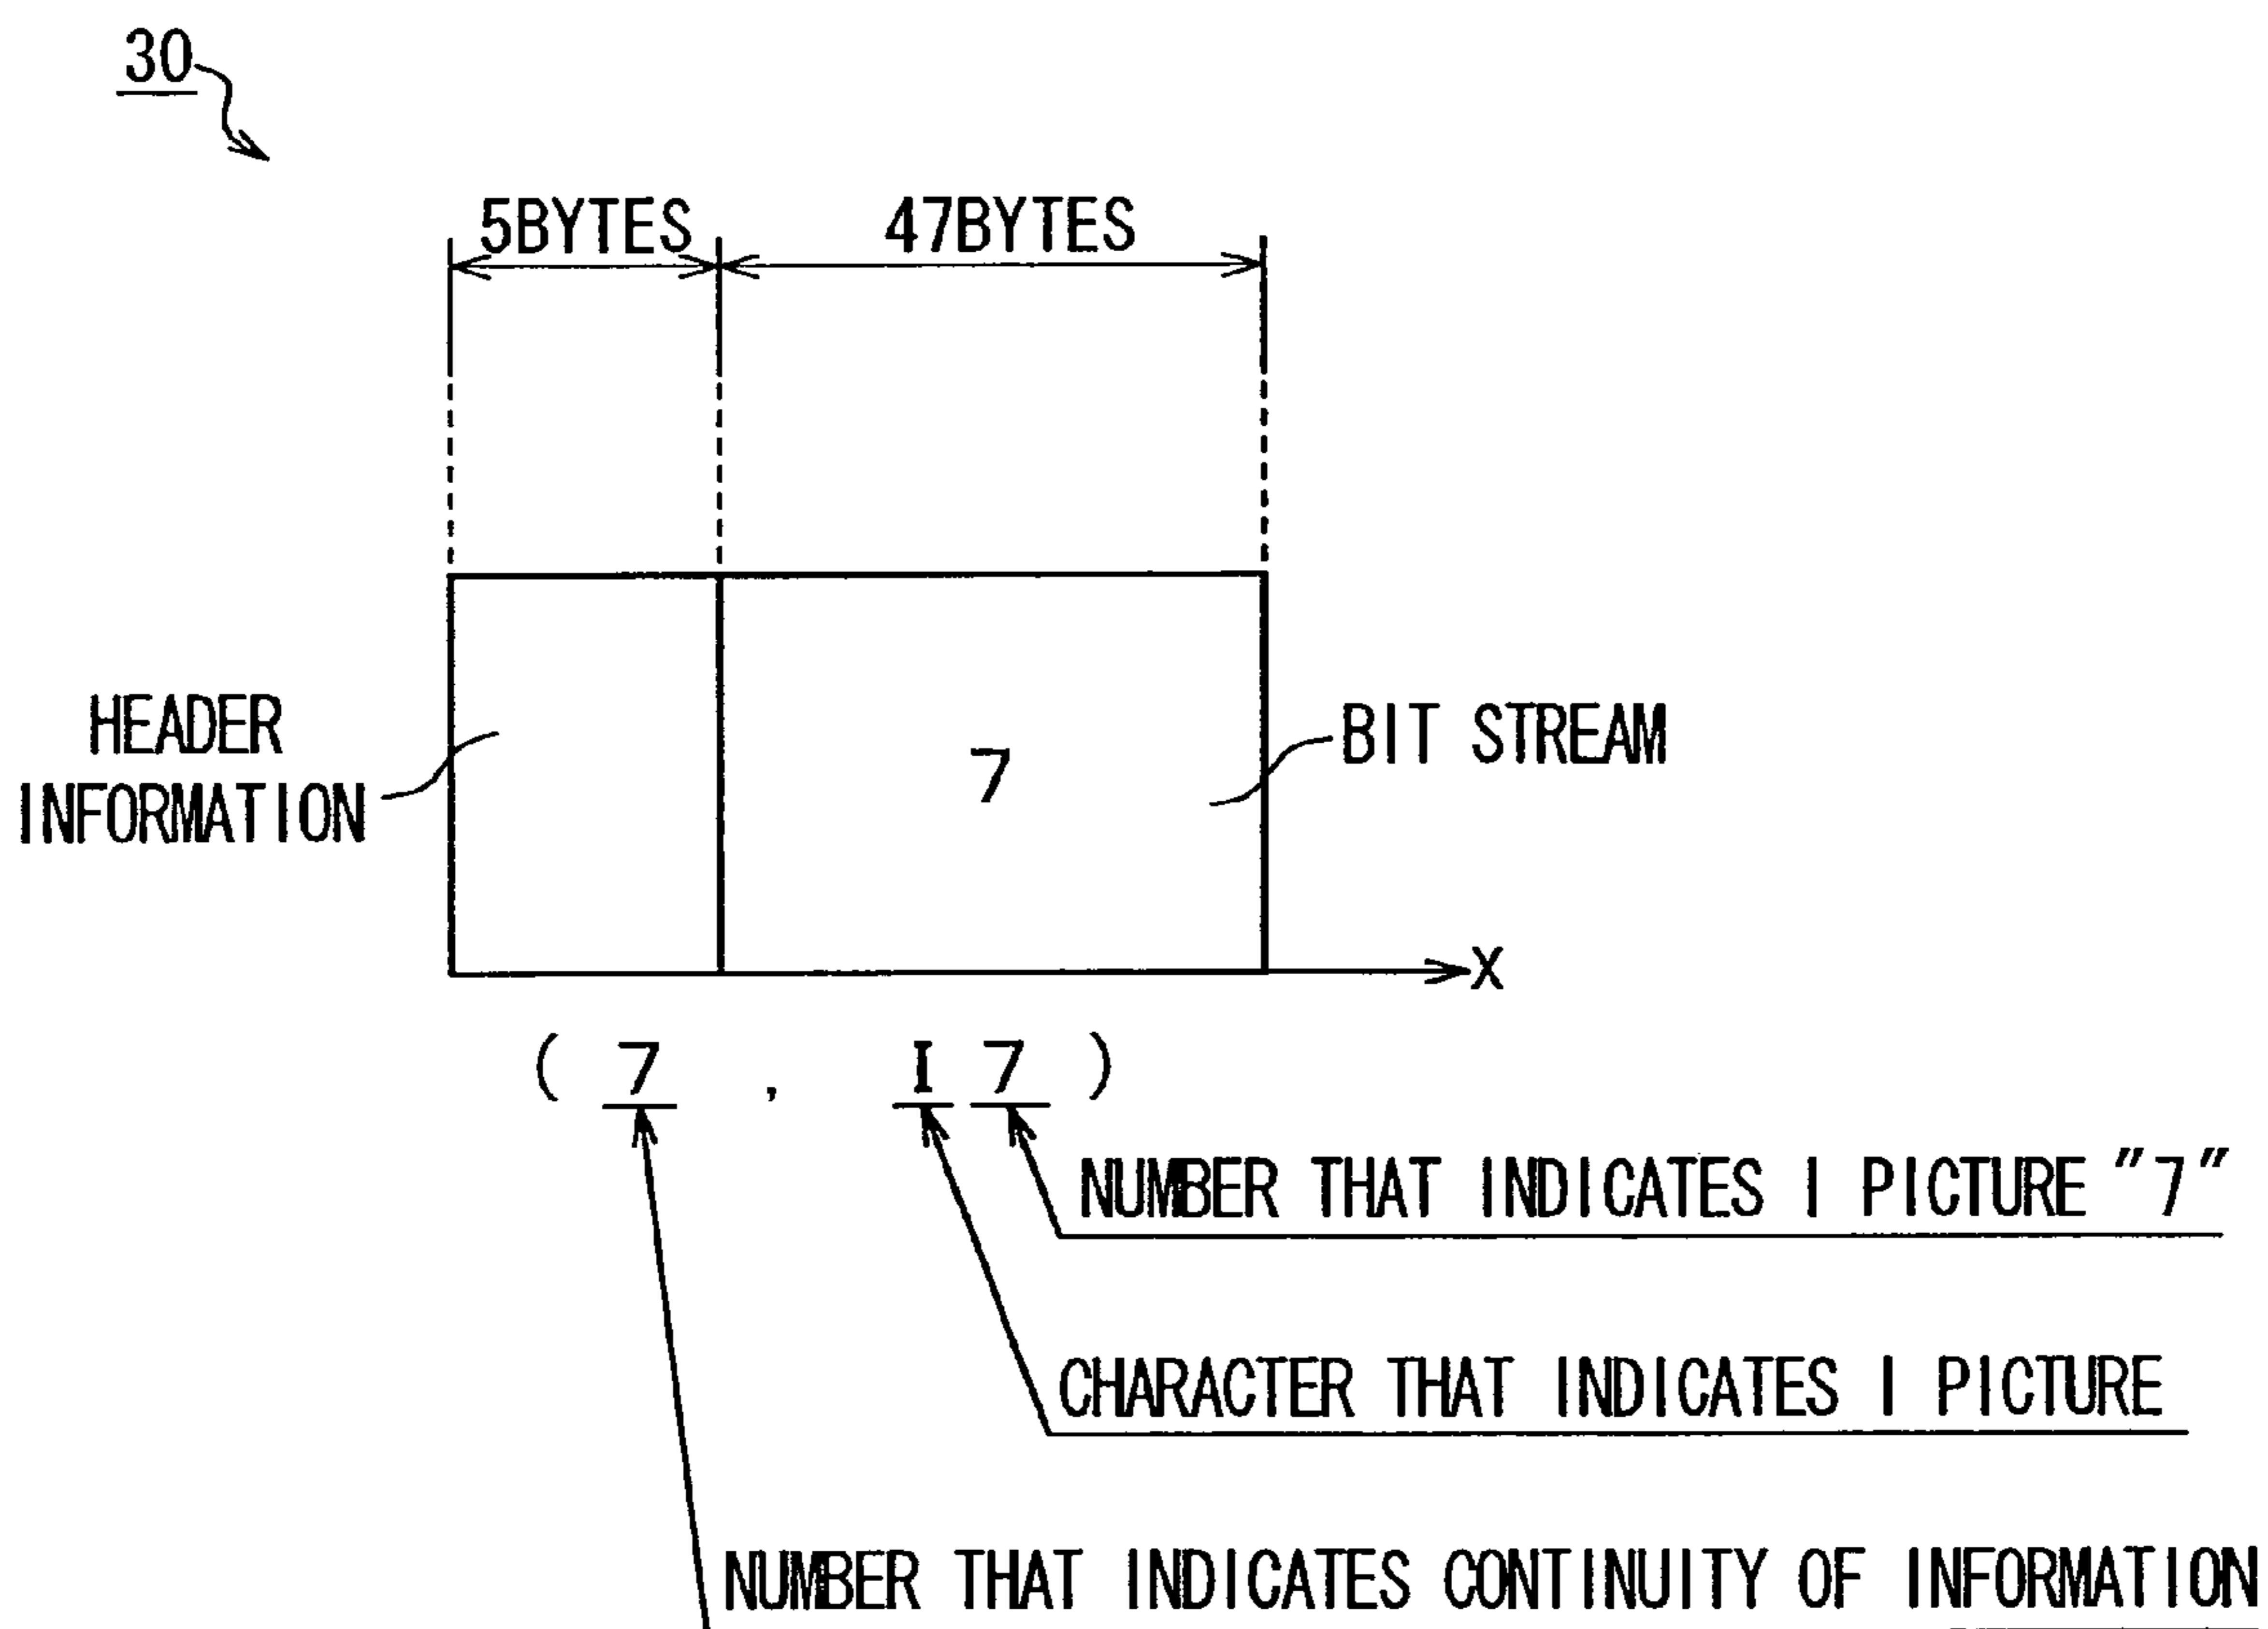 30
5BYTES 47BYTES
HEADER
INFORMATION
7
BIT STREAM
X
( 7 , I 7 )
NUMBER THAT INDICATES I PICTURE "7"
CHARACTER THAT INDICATES I PICTURE
NUMBER THAT INDICATES CONTINUITY OF INFORMATION